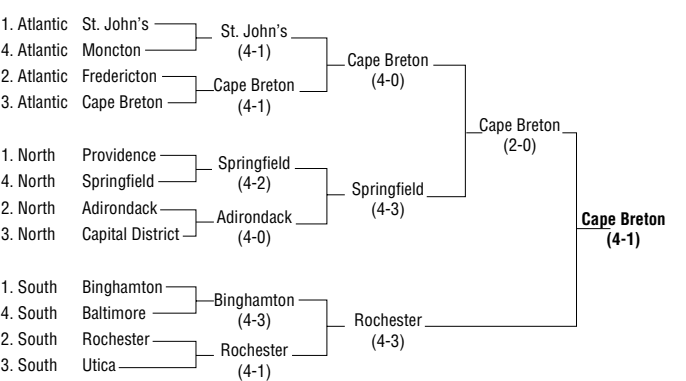 1. Atlantic St. John's
4. Atlantic Moncton
2. Atlantic Fredericton
3. Atlantic Cape Breton
St. John's
(4-1)
Cape Breton
(4-1)
Cape Breton
(4-0)
1. North Providence
4. North Springfield
2. North Adirondack
3. North Capital District
Springfield
(4-2)
Adirondack
(4-0)
Springfield
(4-3)
Cape Breton
(2-0)
1. South Binghamton
4. South Baltimore
2. South Rochester
3. South Utica
Binghamton
(4-3)
Rochester
(4-1)
Rochester
(4-3)
Cape Breton
(4-1)